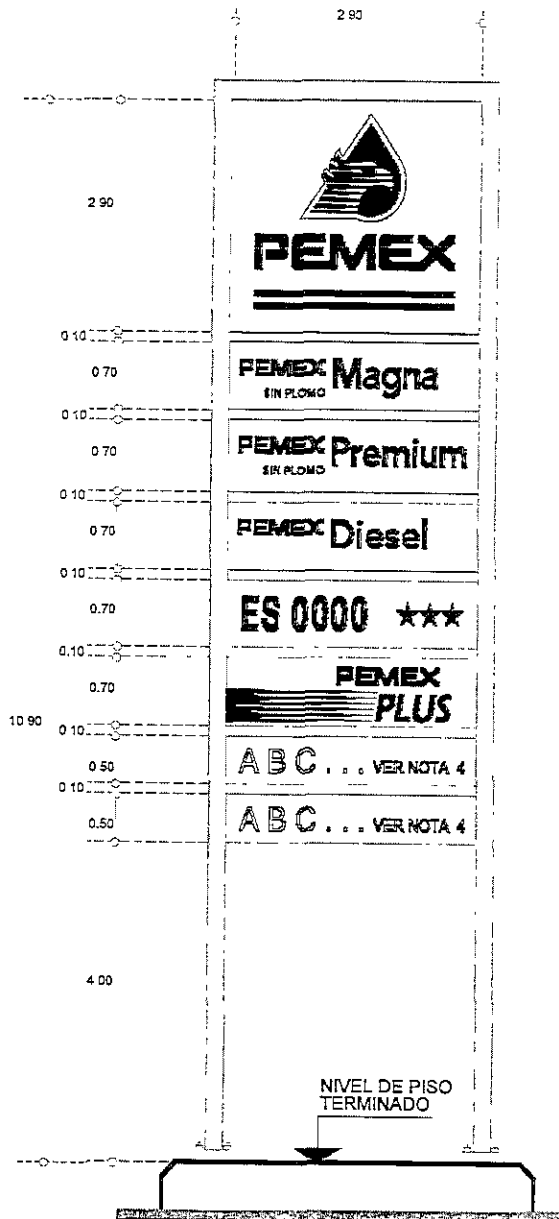 2 90
2 90
PEMEX
0 10
0 70
PEMEX Magna
SIN PLOMO
0 10
0 70
PEMEX Premium
SIN PLOMO
0 10
0 70
PEMEX Diesel
0 10
0.70
ES 0000 ★★★
0.10
0.70
PEMEX
PLUS
10 90
0 10
0 50
A B C . . . VER NOTA 4
0 10
0.50
A B C . . . VER NOTA 4
4 00
NIVEL DE PISO
TERMINADO